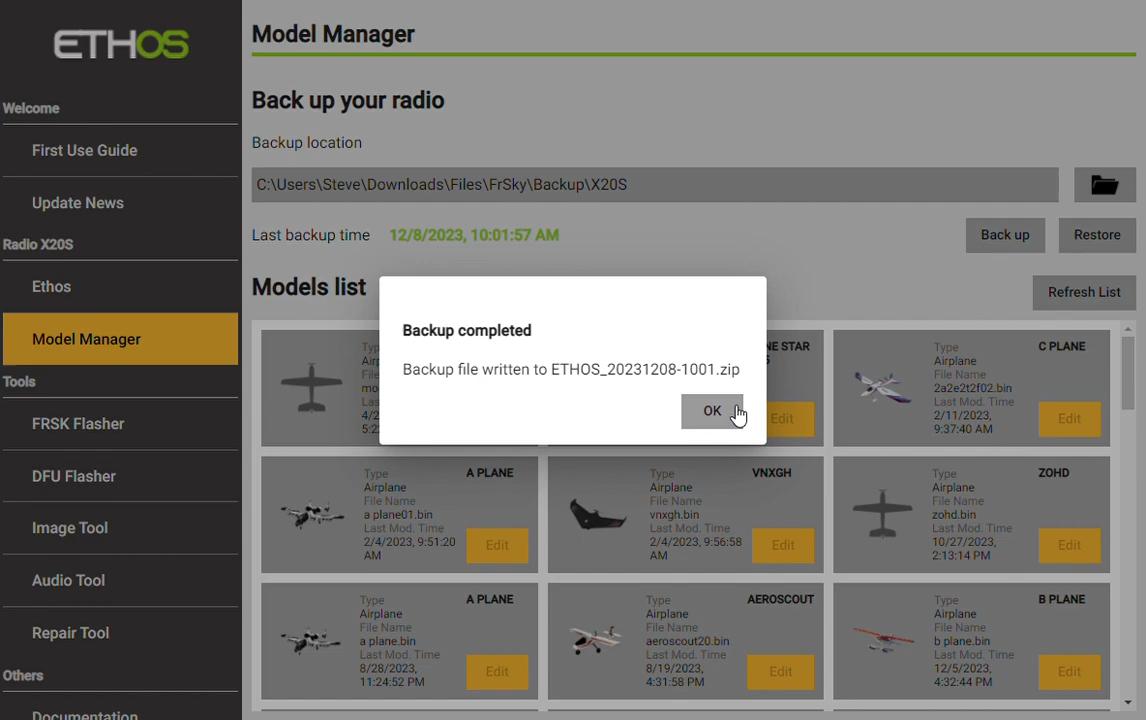 ETHOS
Welcome
First Use Guide
Update News
Radio X20S
Ethos
Model Manager
Tools
FRSK Flasher
DFU Flasher
Image Tool
Audio Tool
Repair Tool
Others
Documentation
Model Manager
Back up your radio
Backup location
C:\Users\Steve\Downloads\Files\FrSky\Backup\X20S
Last backup time 12/8/2023, 10:01:57 AM
Back up
Restore
Models list
Refresh List
Backup completed
Backup file written to ETHOS_20231208-1001.zip
OK
NE STAR
Edit
Type
Airplane
File Name
2a2e2t2f02.bin
Last Mod. Time
2/11/2023,
9:37:40 AM
C PLANE
Edit
Type
Airplane
File Name
a plane01.bin
Last Mod. Time
2/4/2023, 9:51:20
AM
A PLANE
Edit
Type
Airplane
File Name
vnxgh.bin
Last Mod. Time
2/4/2023, 9:56:58
AM
VNXGH
Edit
Type
Airplane
File Name
zohd.bin
Last Mod. Time
10/27/2023,
2:13:14 PM
ZOHD
Edit
Type
Airplane
File Name
a plane.bin
Last Mod. Time
8/28/2023,
11:24:52 PM
A PLANE
Edit
Type
Airplane
File Name
aeroscout20.bin
Last Mod. Time
8/19/2023,
4:31:58 PM
AEROSCOUT
Edit
Type
Airplane
File Name
b plane.bin
Last Mod. Time
12/5/2023,
4:32:44 PM
B PLANE
Edit